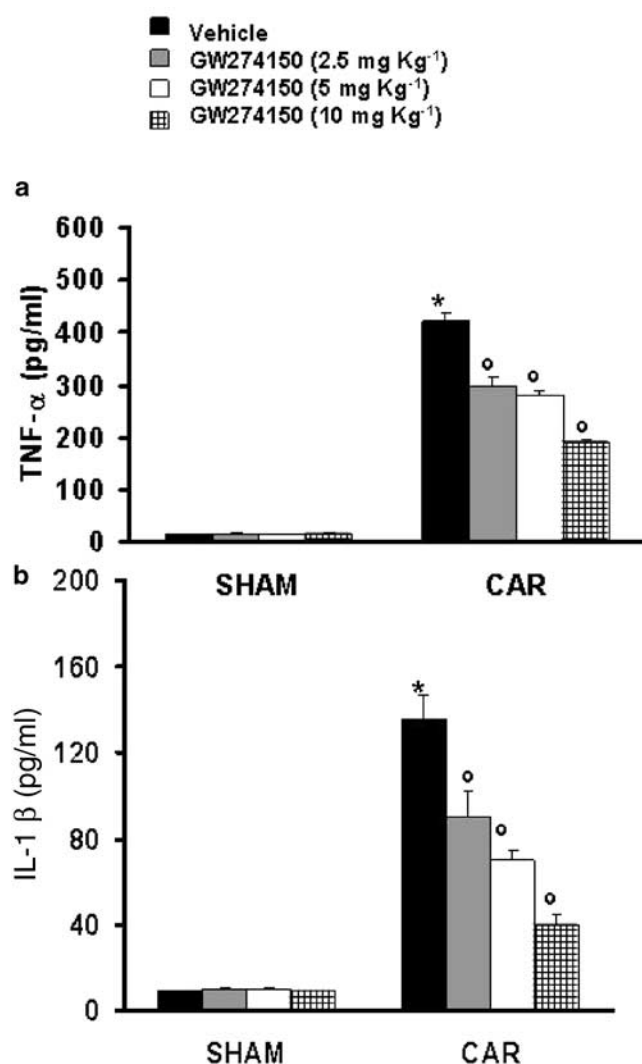 Vehicle
GW274150 (2.5 mg Kg-1)
GW274150 (5 mg Kg-1)
GW274150 (10 mg Kg-1)
a
TNF-α (pg/ml)
600
500
400
300
200
100
0
*
o
o
o
SHAM CAR
b
IL-1 β (pg/ml)
200
160
120
80
40
0
*
o
o
o
SHAM CAR